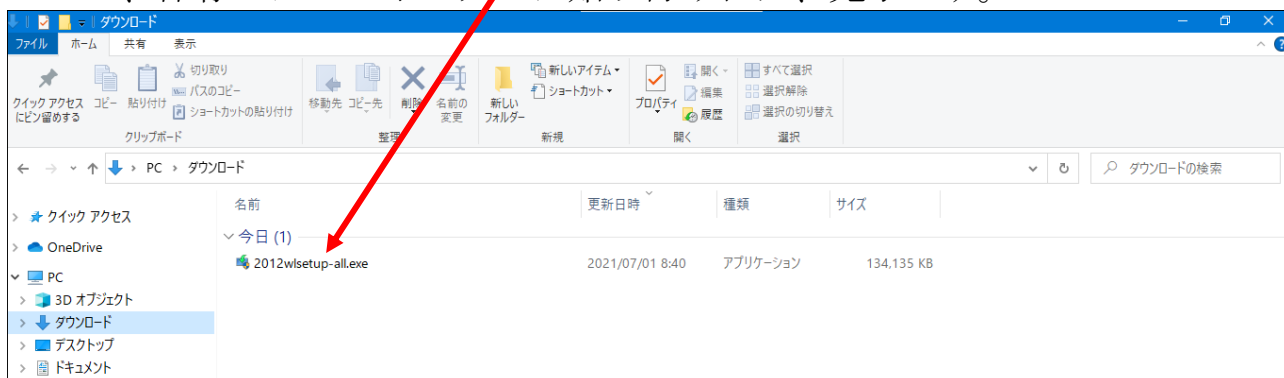 ダウンロード
ファイル ホーム 共有 表示
クイック アクセス
にピン留めする
コピー 貼り付け
切り取り
パスのコピー
ショートカットの貼り付け
クリップボード
移動先 コピー先 削除 名前の
変更
整理
新しい
フォルダー
新しいアイテム
ショートカット
新規
プロパティ
開く
編集
履歴
開く
すべて選択
選択解除
選択の切り替え
選択
PC › ダウンロード
ダウンロードの検索
名前 更新日時 種類 サイズ
今日 (1)
2012wlsetup-all.exe 2021/07/01 8:40 アプリケーション 134,135 KB
クイック アクセス
OneDrive
PC
3D オブジェクト
ダウンロード
デスクトップ
ドキュメント